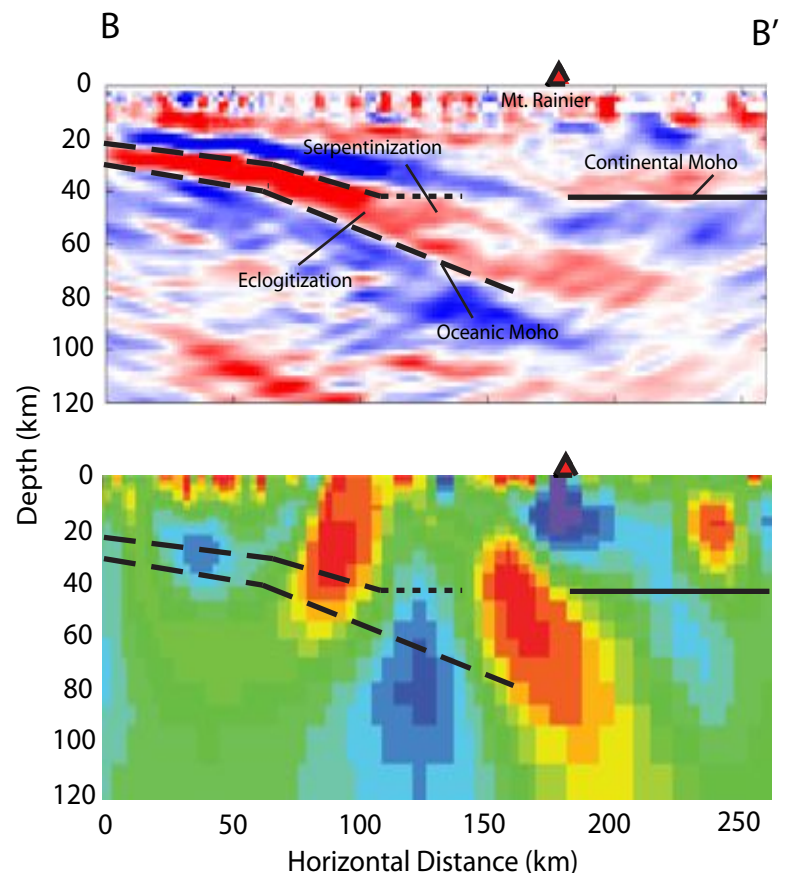 B
B'
Mt. Rainier
Serpentinization
Continental Moho
Eclogitization
Oceanic Moho
0
20
40
60
80
100
120
Depth (km)
0
20
40
60
80
100
120
0
50
100
150
200
250
Horizontal Distance (km)